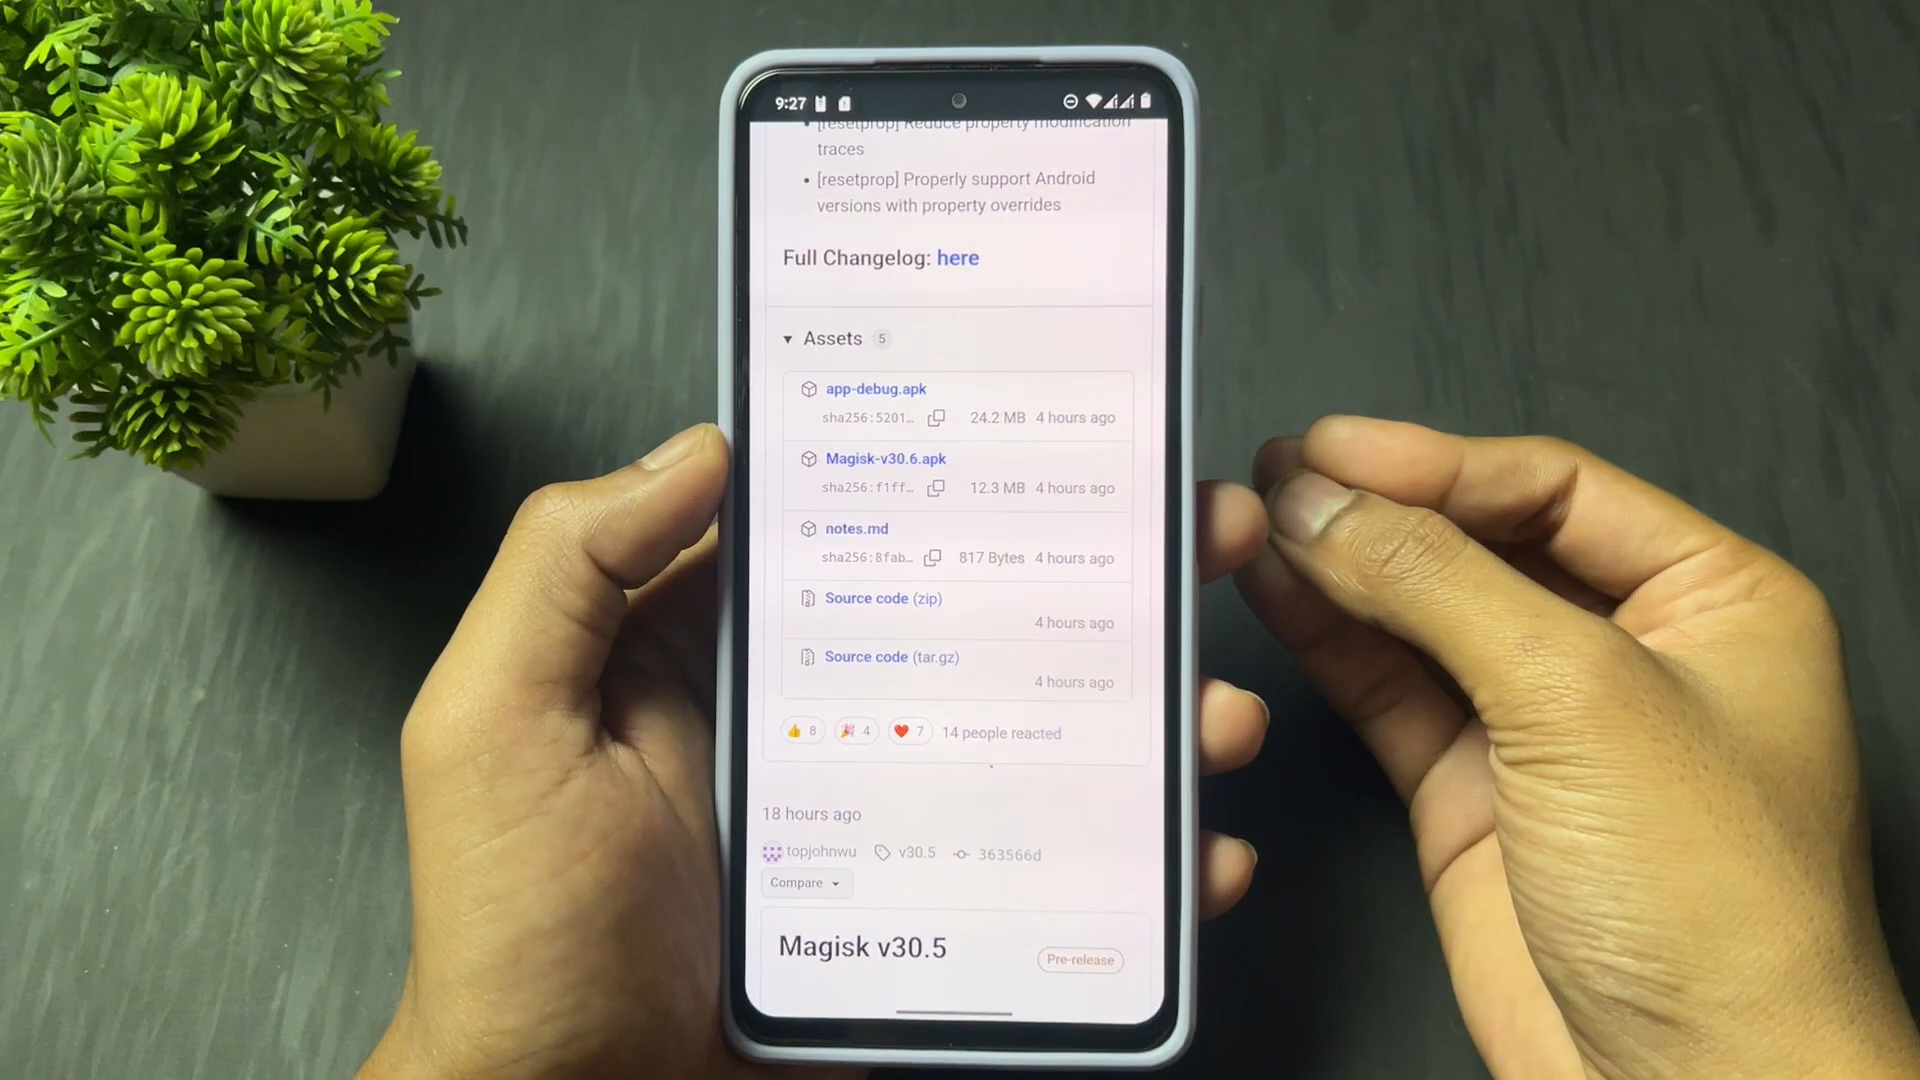 9:27
[resetprop] Reduce property modification
traces
[resetprop] Properly support Android
versions with property overrides
Full Changelog: here
Assets 5
app-debug.apk
sha256:5201… 24.2 MB 4 hours ago
Magisk-v30.6.apk
sha256:f1ff… 12.3 MB 4 hours ago
notes.md
sha256:8fab… 817 Bytes 4 hours ago
Source code (zip)
4 hours ago
Source code (tar.gz)
4 hours ago
8 4 7 14 people reacted
18 hours ago
topjohnwu v30.5 363566d
Compare
Magisk v30.5 Pre-release